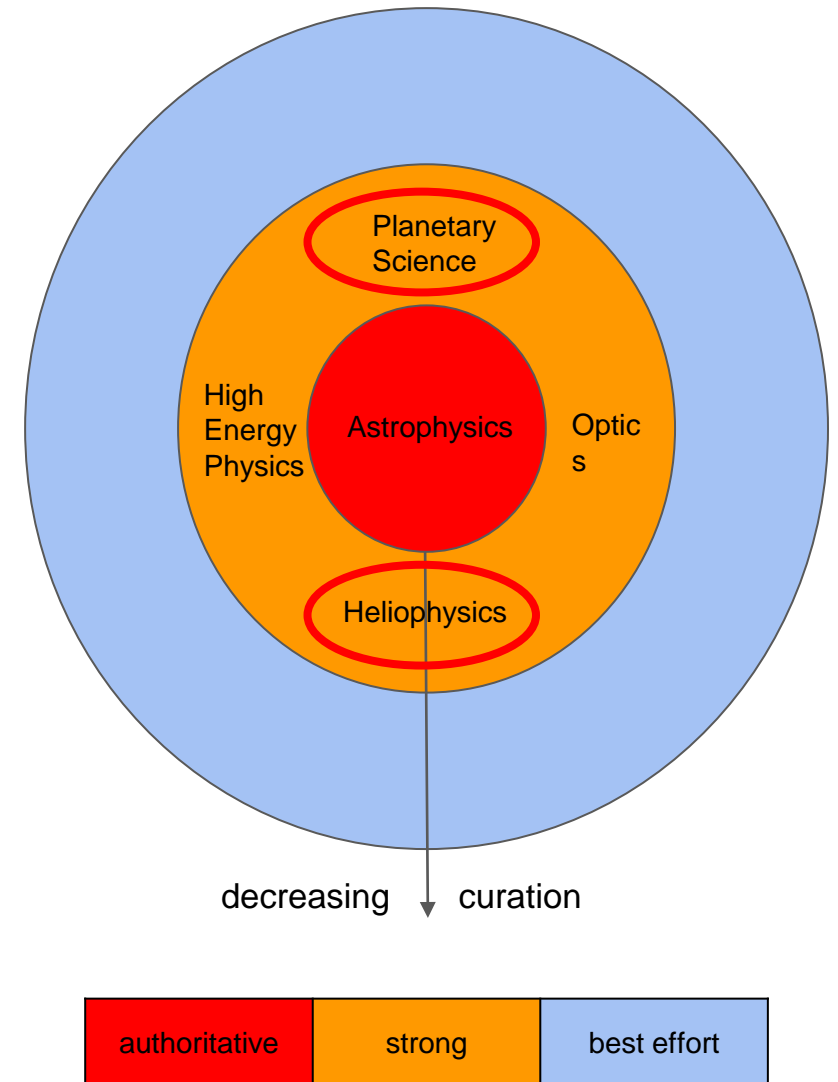 Planetary
Science
High
Energy
Physics
Astrophysics
Optic
s
Heliophysics
decreasing curation
authoritative strong best effort